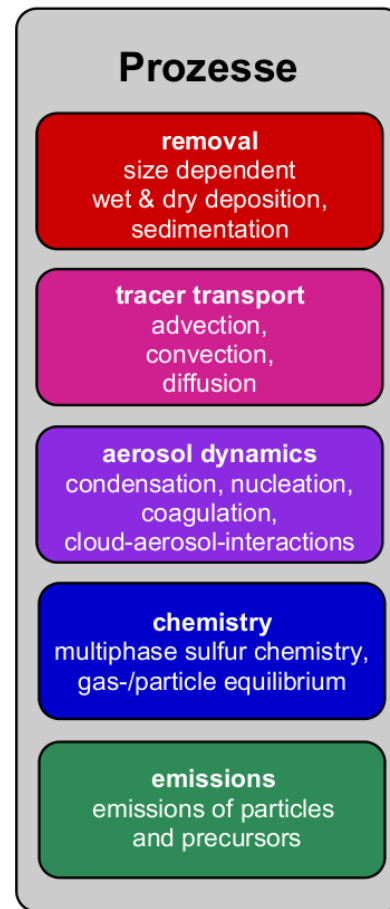 Prozesse
removal
size dependent
wet & dry deposition,
sedimentation
tracer transport
advection,
convection,
diffusion
aerosol dynamics
condensation, nucleation,
coagulation,
cloud-aerosol-interactions
chemistry
multiphase sulfur chemistry,
gas-/particle equilibrium
emissions
emissions of particles
and precursors